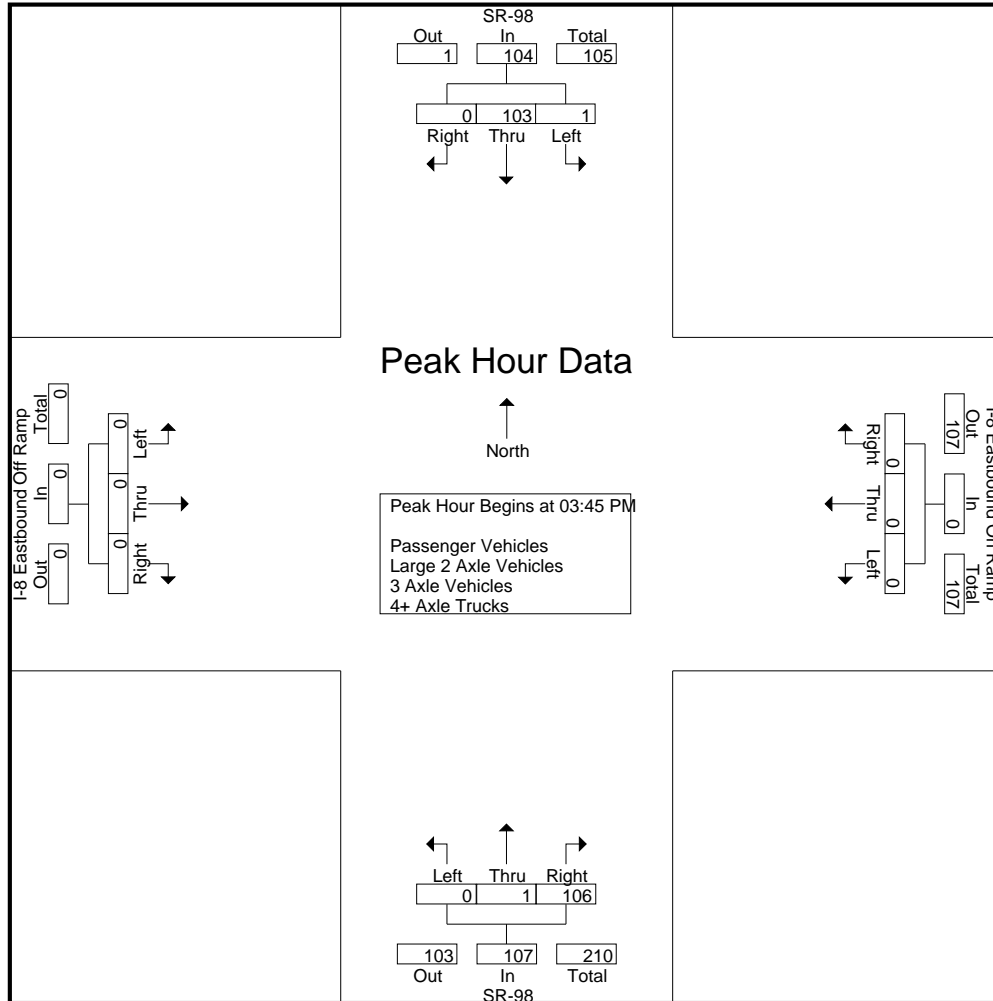 SR-98
Out In Total
1 104 105
0 103 1
Right Thru Left
Peak Hour Data
North
Peak Hour Begins at 03:45 PM
Passenger Vehicles
Large 2 Axle Vehicles
3 Axle Vehicles
4+ Axle Trucks
I-8 Eastbound Off Ramp
Out In Total
0 0 0
0 0 0
Left Thru Right
I-8 Eastbound Off Ramp
Out In Total
107 0 107
0 0 0
Right Thru Left
Left Thru Right
0 1 106
103 107 210
Out In Total
SR-98